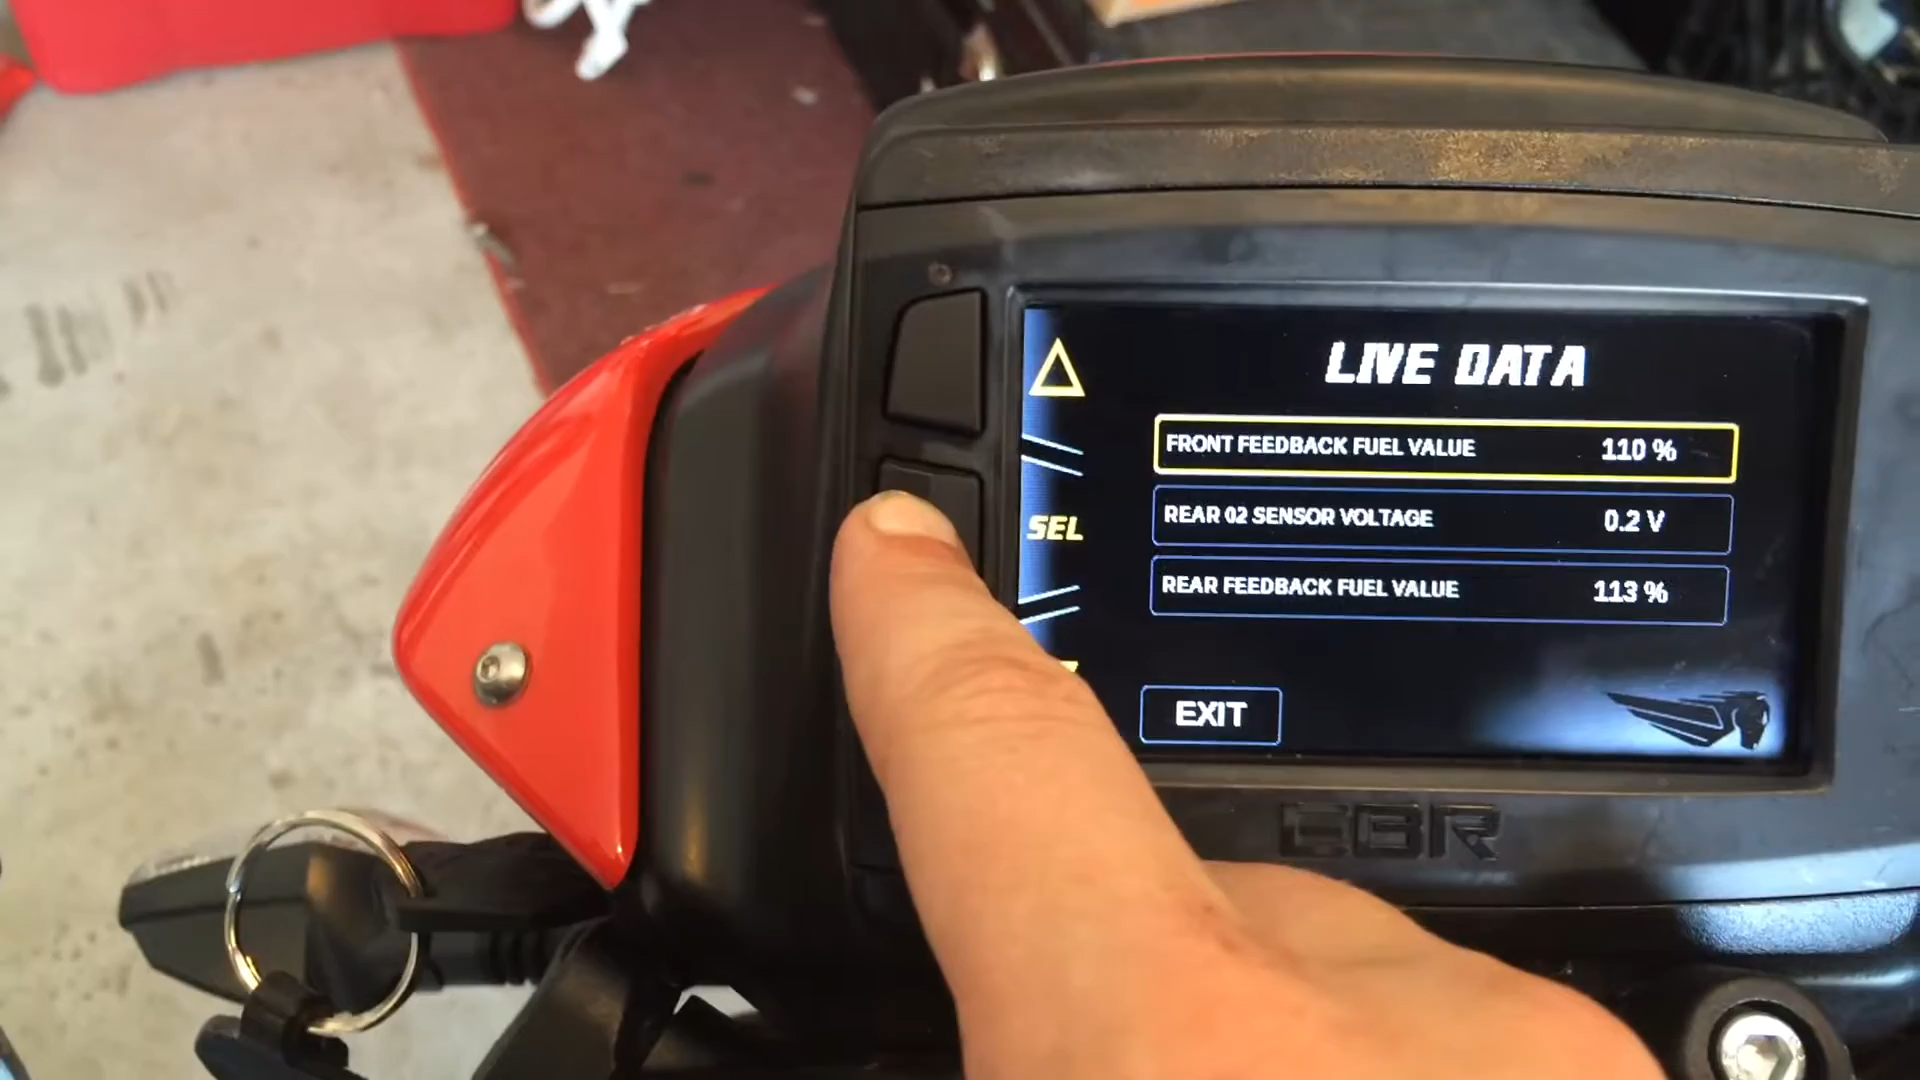 LIVE DATA
FRONT FEEDBACK FUEL VALUE 110 %
REAR 02 SENSOR VOLTAGE 0.2 V
SEL
REAR FEEDBACK FUEL VALUE 113 %
EXIT
EBR